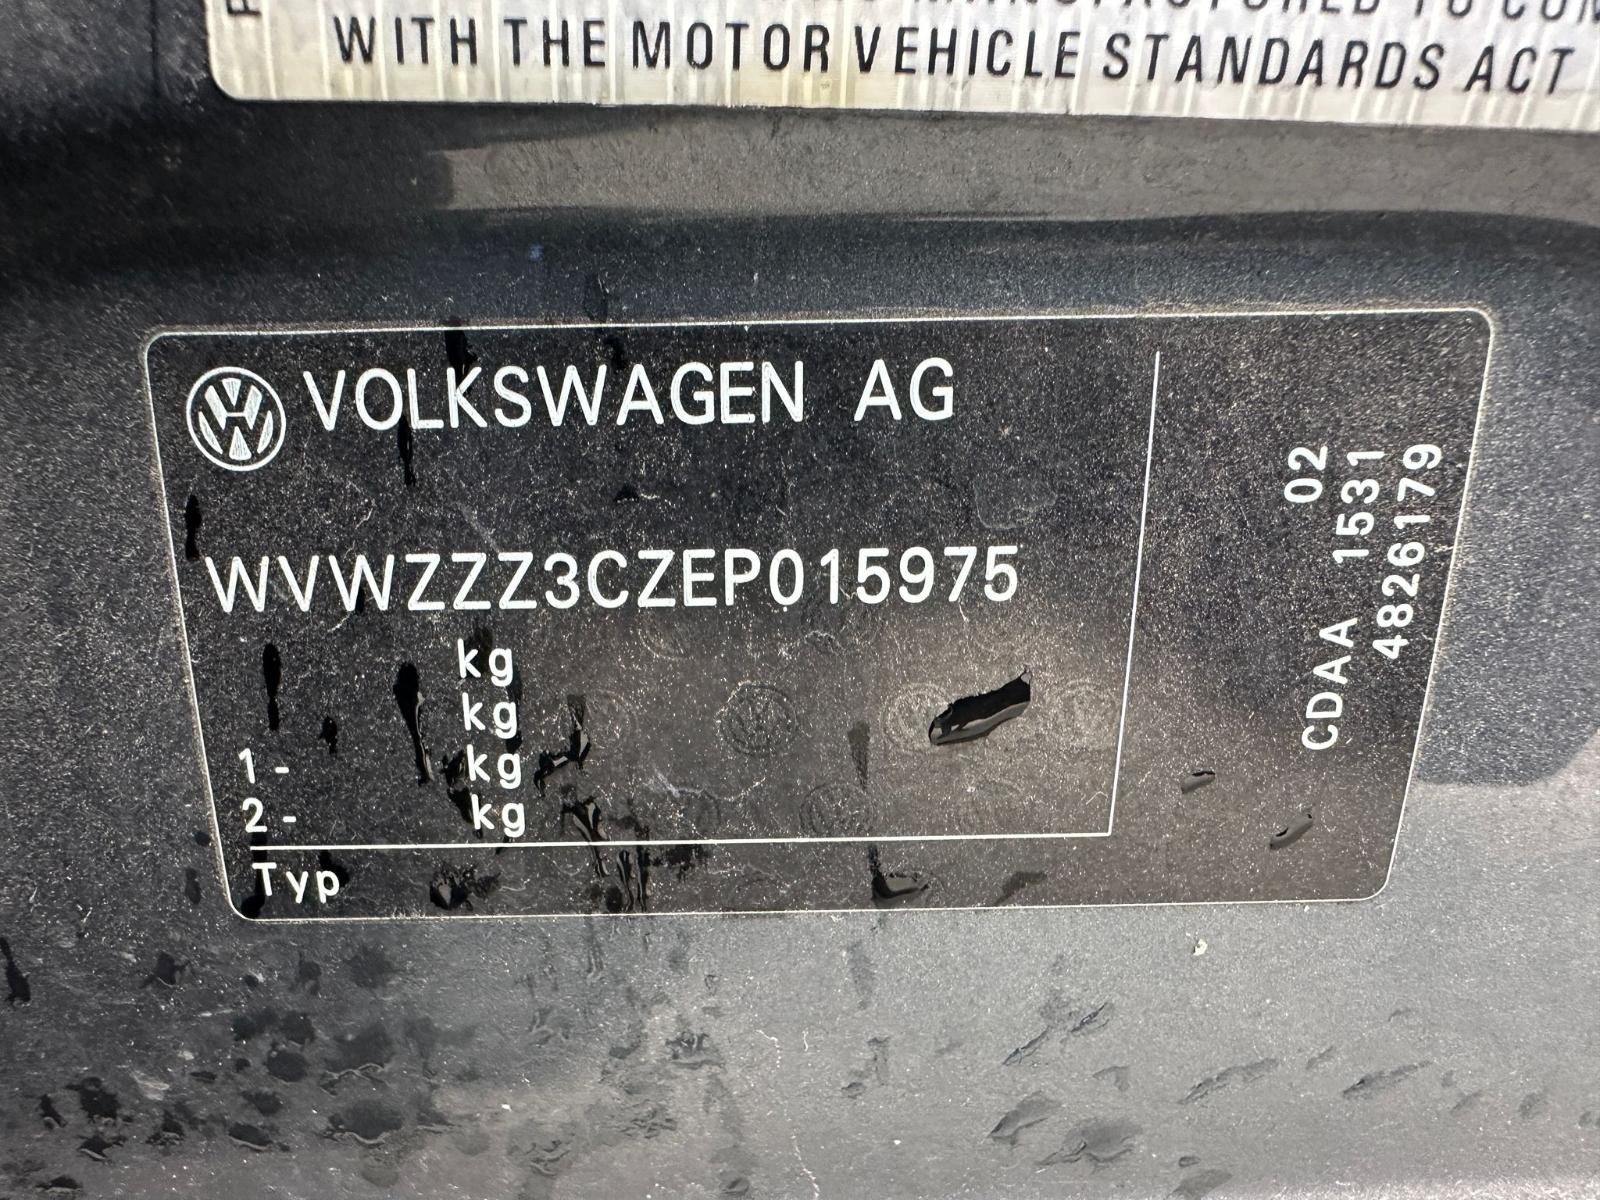 WITH THE MOTOR VEHICLE STANDARDS ACT
VOLKSWAGEN AG
WVWZZZ3CZEP015975
kg
kg
1- kg
2- kg
Typ
02
CDAA 1531
4826179